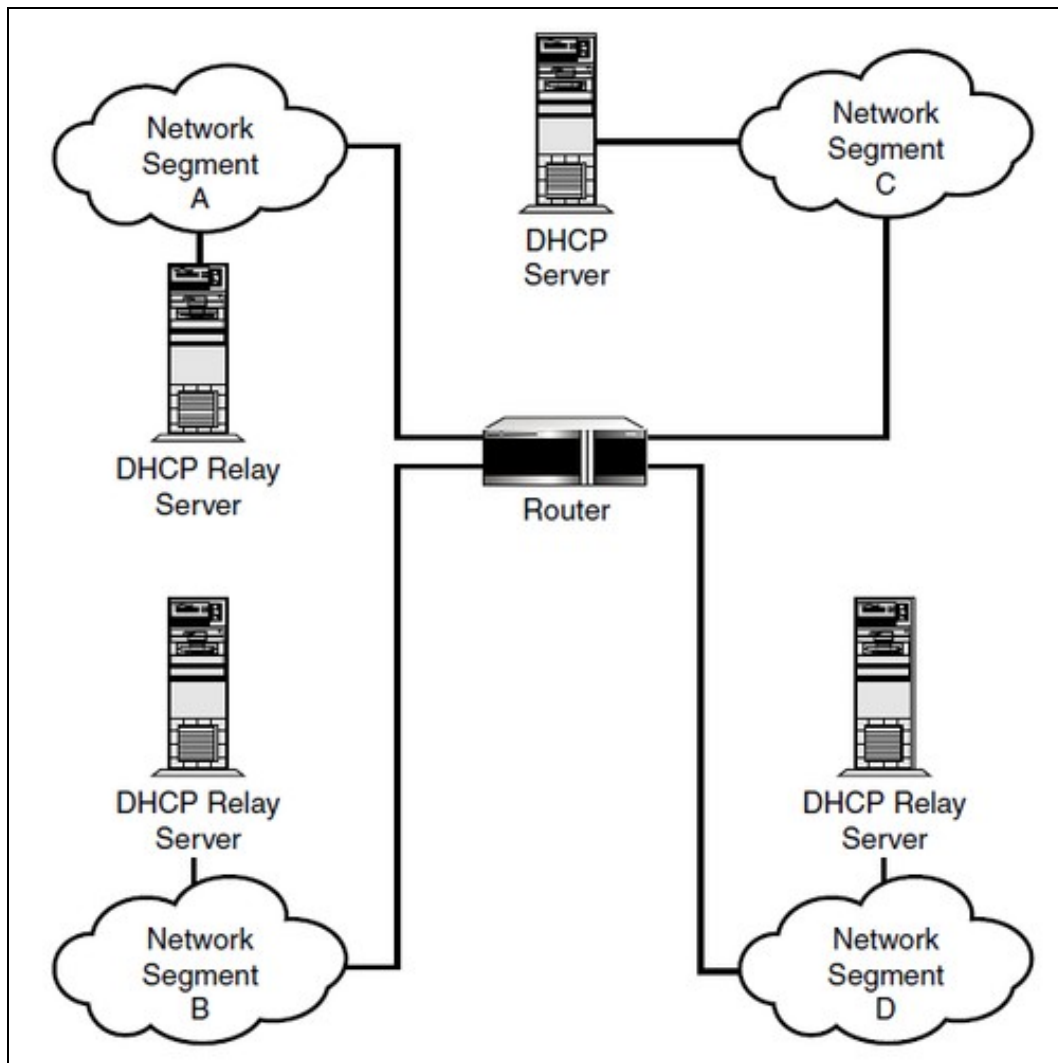 Network
Segment
A
DHCP
Server
Network
Segment
C
DHCP Relay
Server
Router
DHCP Relay
Server
DHCP Relay
Server
Network
Segment
B
Network
Segment
D